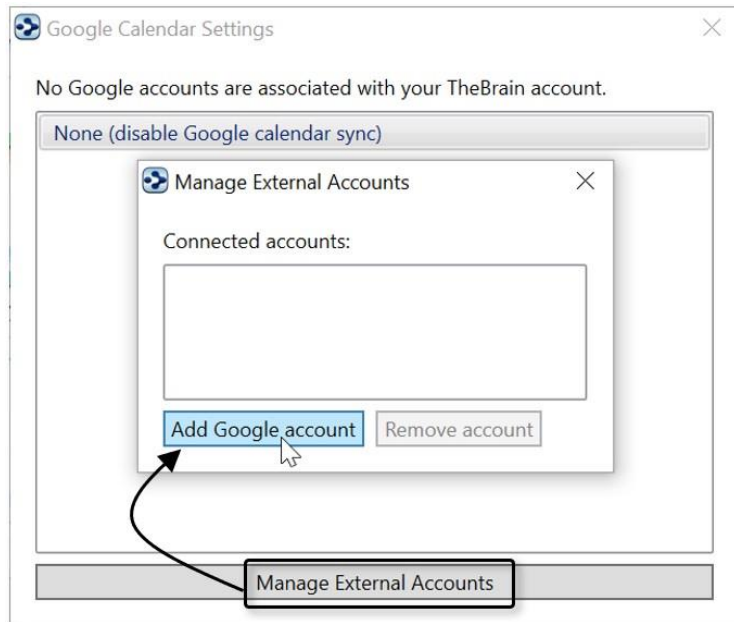 Google Calendar Settings
No Google accounts are associated with your TheBrain account.
None (disable Google calendar sync)
Manage External Accounts
Connected accounts:
Add Google account
Remove account
Manage External Accounts